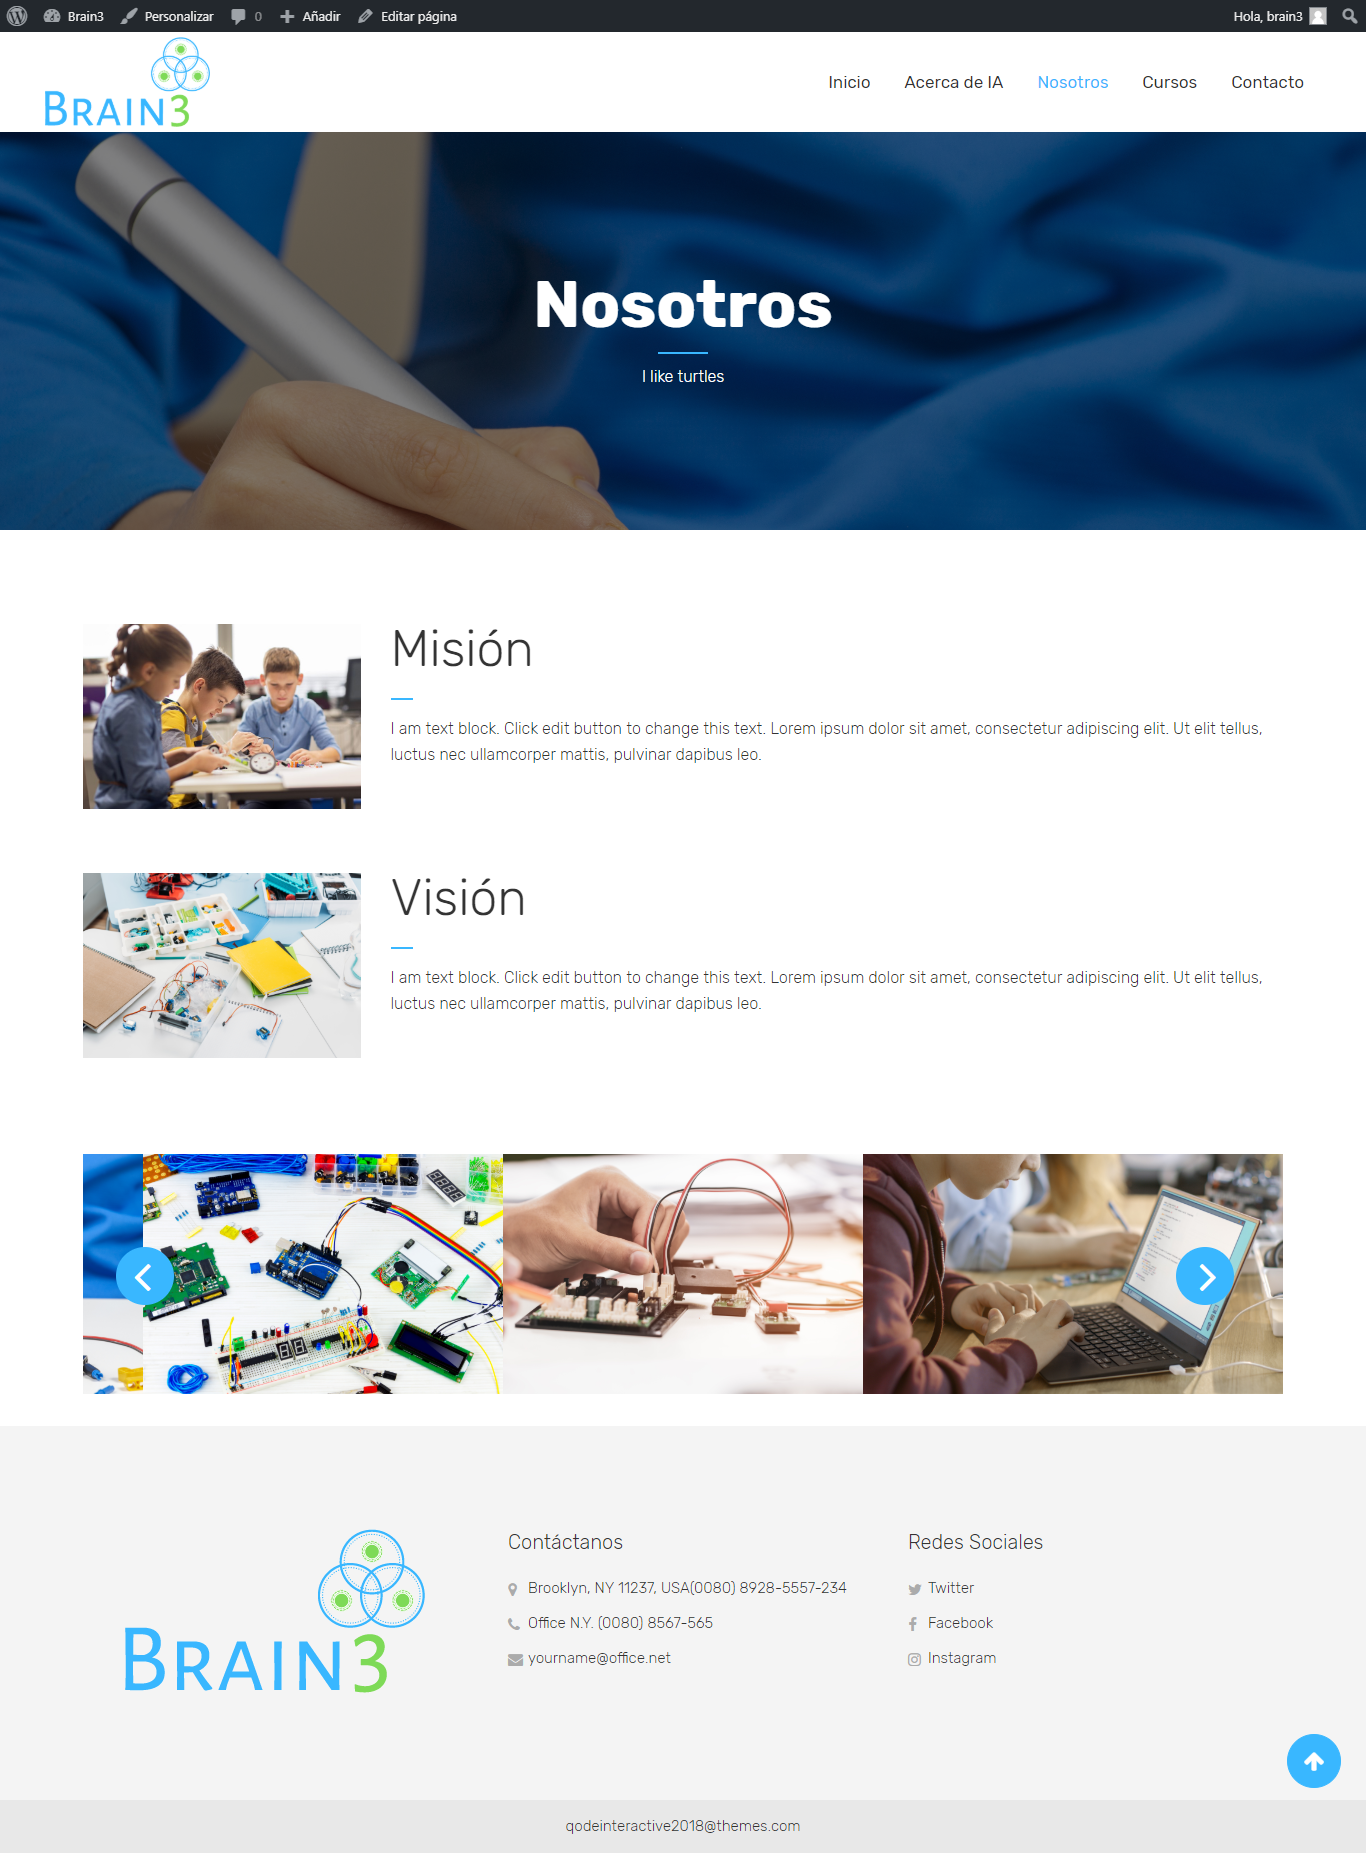 Brain3 Personalizar 0 Añadir Editar página Hola, brain3
BRAIN3
Inicio Acerca de IA Nosotros Cursos Contacto
Nosotros
I like turtles
Misión
I am text block. Click edit button to change this text. Lorem ipsum dolor sit amet, consectetur adipiscing elit. Ut elit tellus,
luctus nec ullamcorper mattis, pulvinar dapibus leo.
Visión
I am text block. Click edit button to change this text. Lorem ipsum dolor sit amet, consectetur adipiscing elit. Ut elit tellus,
luctus nec ullamcorper mattis, pulvinar dapibus leo.
BRAIN3
Contáctanos
Brooklyn, NY 11237, USA(0080) 8928-5557-234
Office N.Y. (0080) 8567-565
yourname@office.net
Redes Sociales
Twitter
Facebook
Instagram
qodeinteractive2018@themes.com